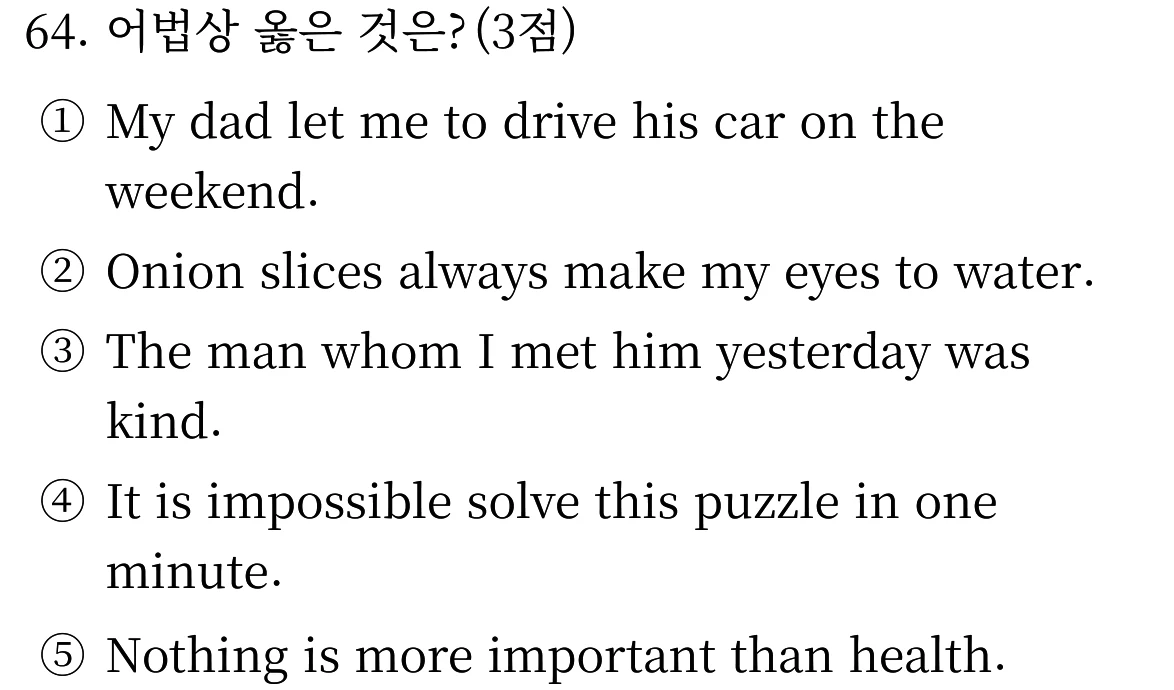 64. 어법상 옳은 것은? (3점)
① My dad let me to drive his car on the
weekend.
② Onion slices always make my eyes to water.
③ The man whom I met him yesterday was
kind.
④ It is impossible solve this puzzle in one
minute.
⑤ Nothing is more important than health.